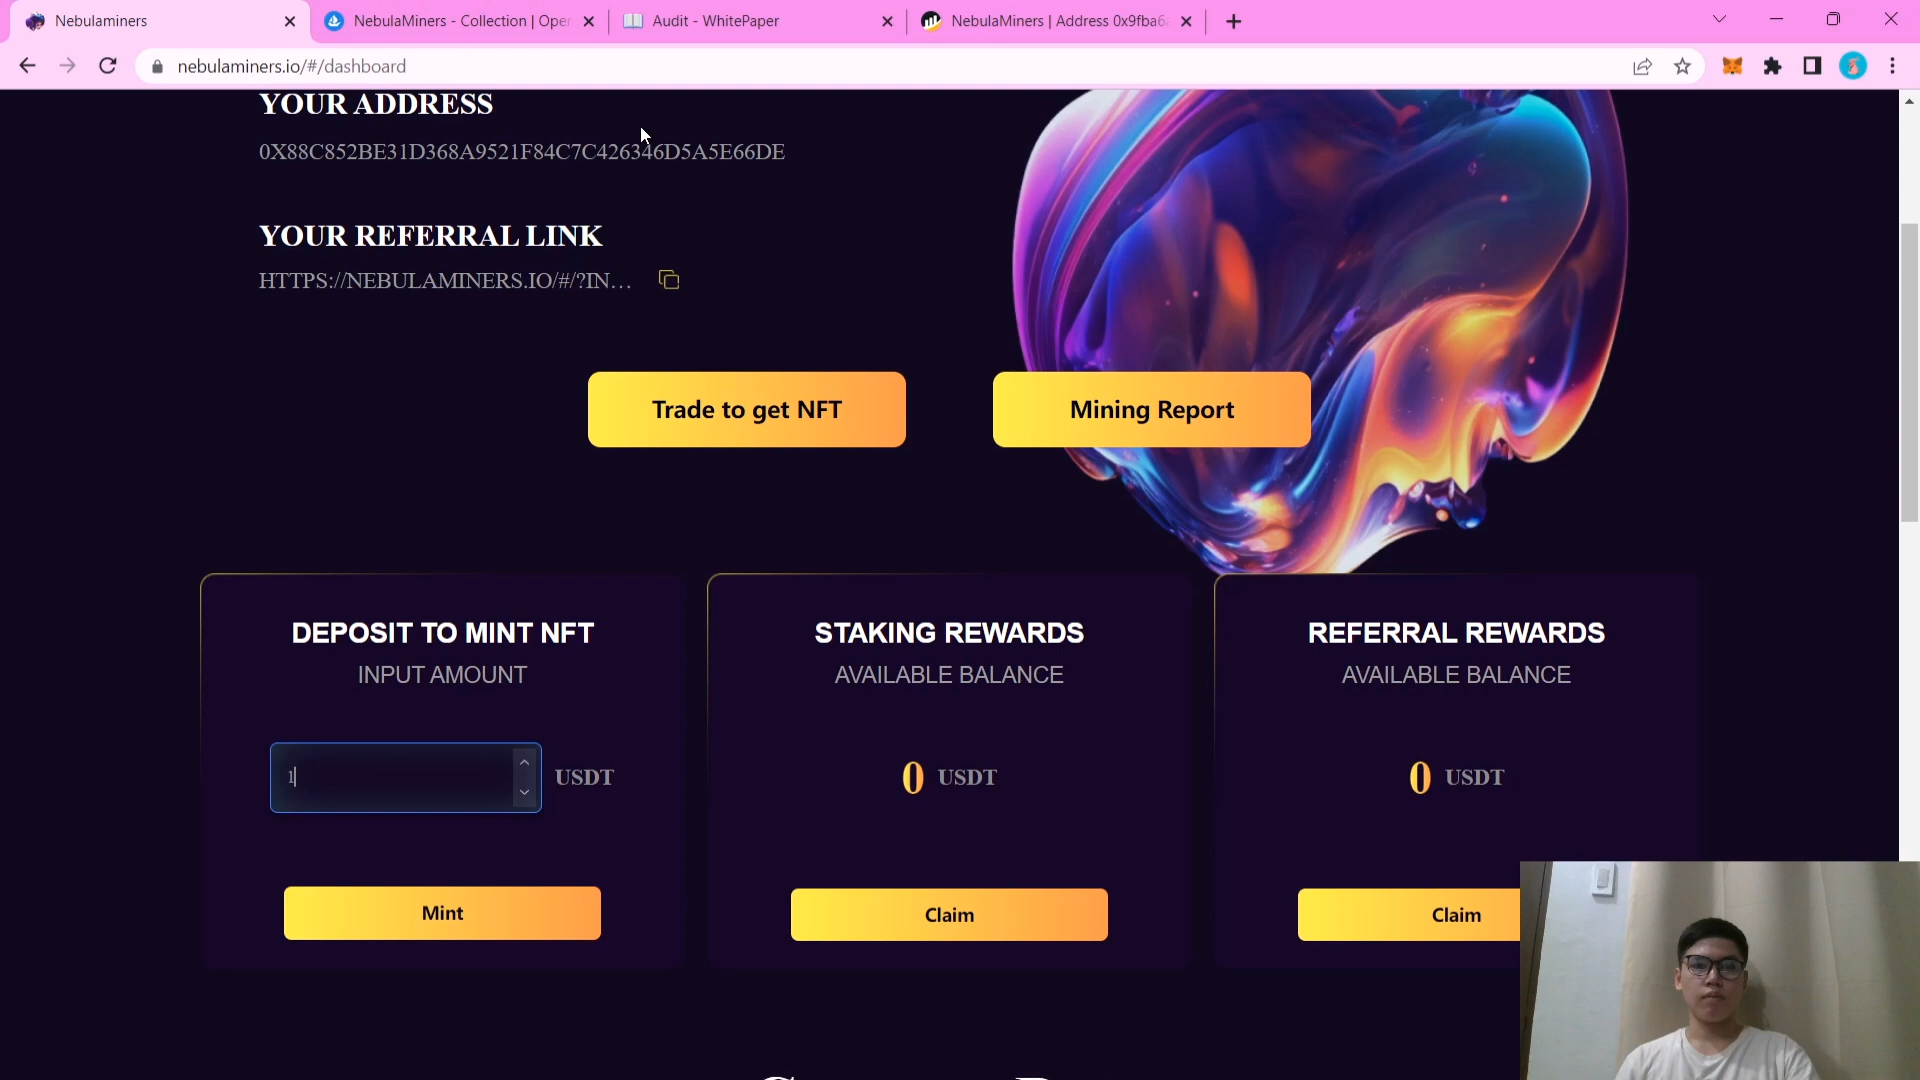 Nebulaminers
NebulaMiners - Collection | Ope
Audit - WhitePaper
NebulaMiners | Address 0x9fba6
nebulaminers.io/#/dashboard
YOUR ADDRESS
0X88C852BE31D368A9521F84C7C426346D5A5E66DE
YOUR REFERRAL LINK
HTTPS://NEBULAMINERS.IO/#/?IN...
Trade to get NFT
Mining Report
DEPOSIT TO MINT NFT
INPUT AMOUNT
1
USDT
Mint
STAKING REWARDS
AVAILABLE BALANCE
0 USDT
Claim
REFERRAL REWARDS
AVAILABLE BALANCE
0 USDT
Claim